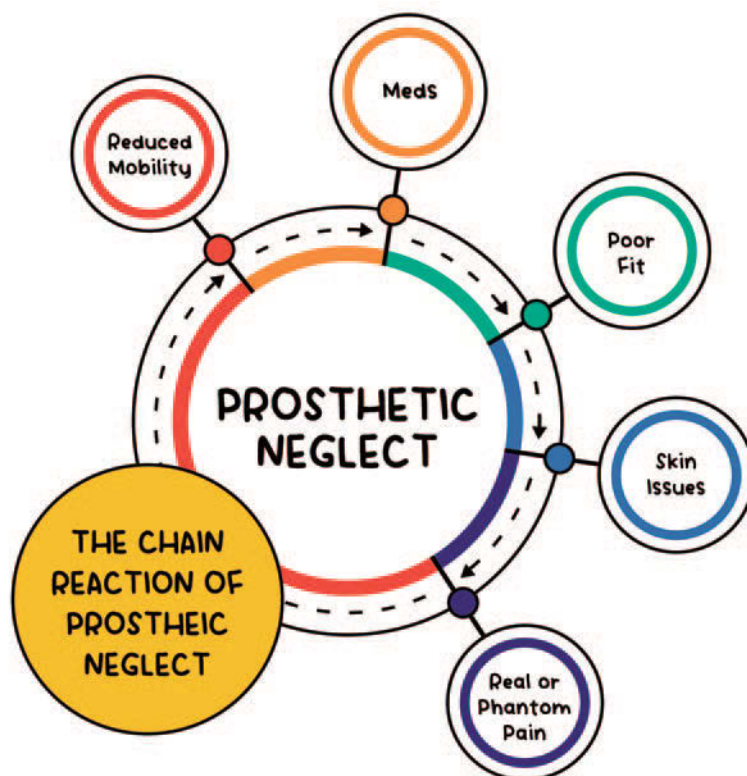 Meds
Reduced
Mobility
Poor
Fit
PROSTHETIC
NEGLECT
Skin
Issues
THE CHAIN
REACTION OF
PROSTHEIC
NEGLECT
Real or
Phantom
Pain